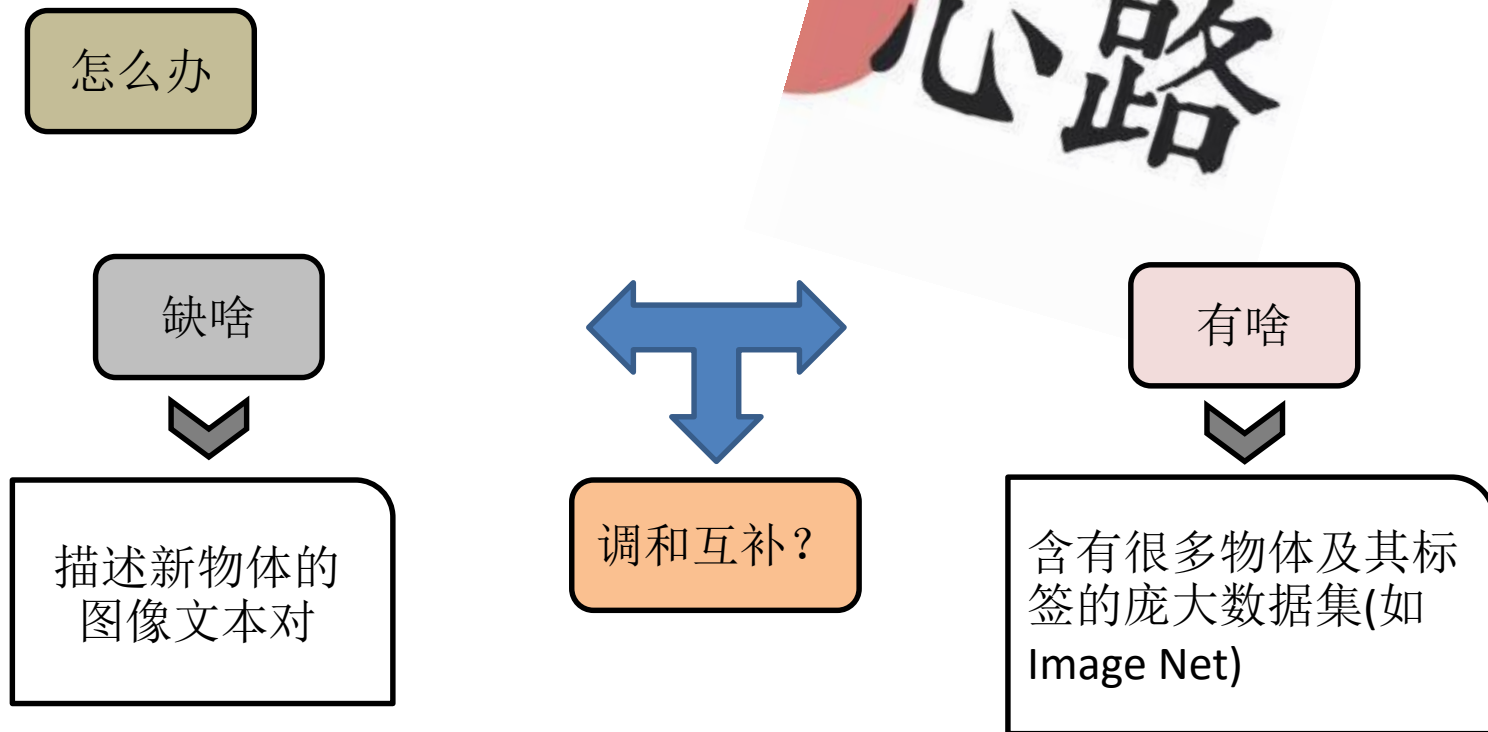 怎么办
心路
缺啥
有啥
调和互补？
描述新物体的
图像文本对
含有很多物体及其标
签的庞大数据集(如
Image Net)